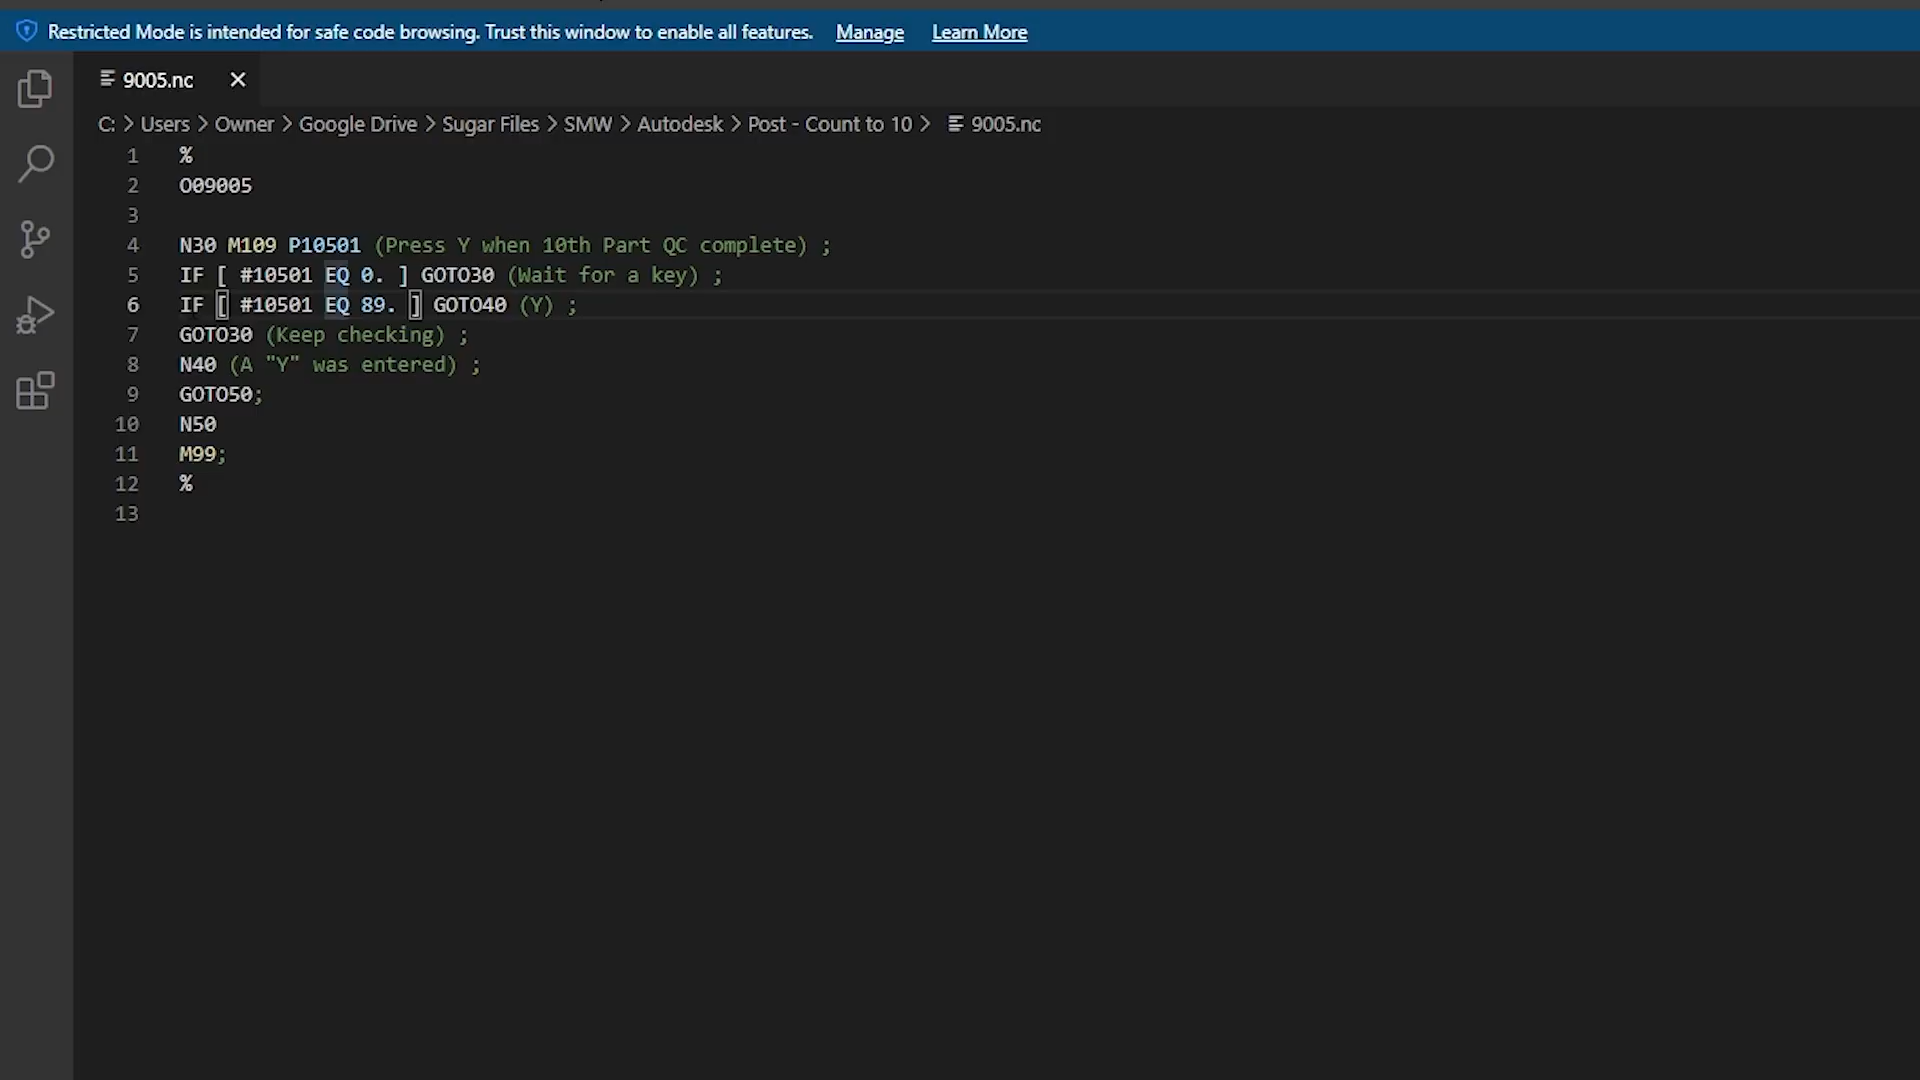 Restricted Mode is intended for safe code browsing. Trust this window to enable all features. Manage Learn More
9005.nc
C: > Users > Owner > Google Drive > Sugar Files > SMW > Autodesk > Post - Count to 10 > 9005.nc
1 %
2 O09005
3
4 N30 M109 P10501 (Press Y when 10th Part QC complete) ;
5 IF [ #10501 EQ 0. ] GOTO30 (Wait for a key) ;
6 IF [ #10501 EQ 89. ] GOTO40 (Y) ;
7 GOTO30 (Keep checking) ;
8 N40 (A "Y" was entered) ;
9 GOTO50;
10 N50
11 M99;
12 %
13